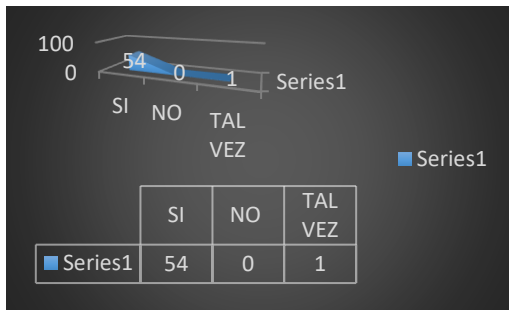 100
0
54
0
1
Series1
SI
NO
TAL
VEZ
Series1
SI
NO
TAL
VEZ
Series1
54
0
1